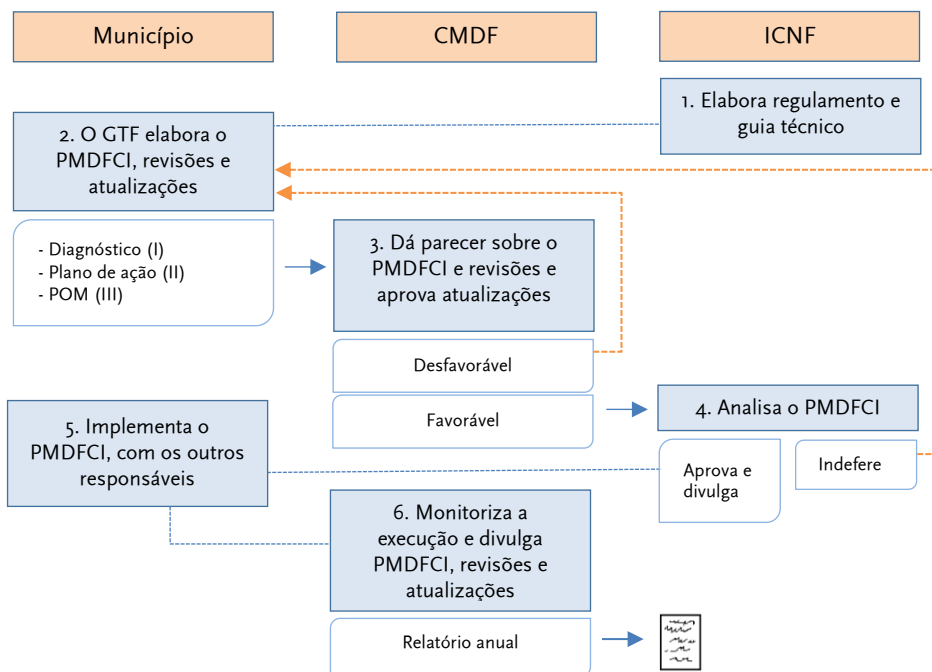 Município
CMDF
ICNF
1. Elabora regulamento e
guia técnico
2. O GTF elabora o
PMDFCI, revisões e
atualizações
- Diagnóstico (I)
- Plano de ação (II)
- POM (III)
3. Dá parecer sobre o
PMDFCI e revisões e
aprova atualizações
Desfavorável
Favorável
4. Analisa o PMDFCI
Aprova e
divulga
Indefere
5. Implementa o
PMDFCI, com os outros
responsáveis
6. Monitoriza a
execução e divulga
PMDFCI, revisões e
atualizações
Relatório anual